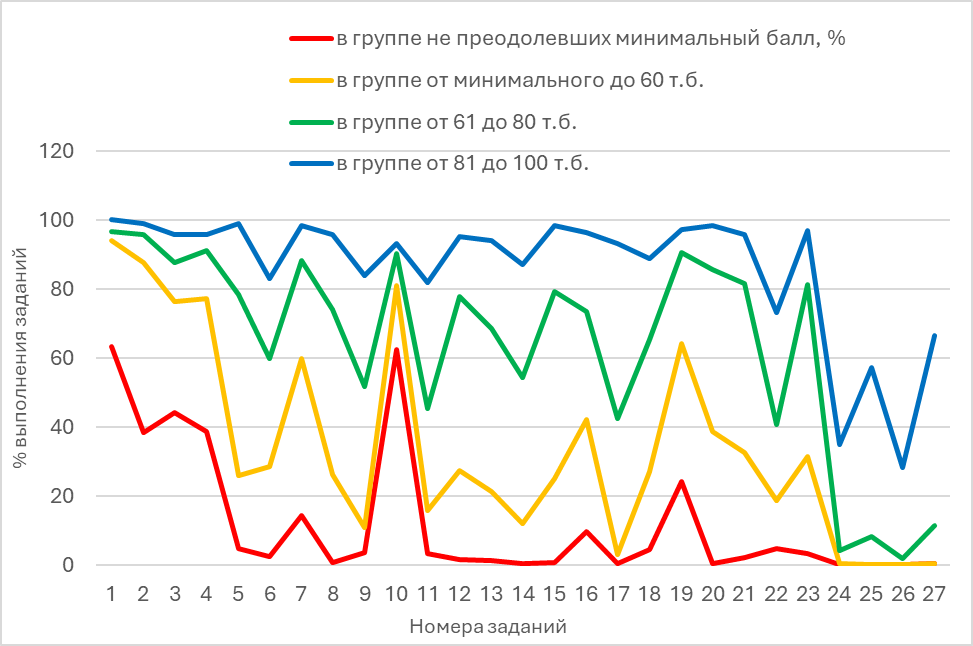 в группе не преодолевших минимальный балл, %
в группе от минимального до 60 т.б.
в группе от 61 до 80 т.б.
в группе от 81 до 100 т.б.
120
100
80
60
40
20
0
% выполнения заданий
1 2 3 4 5 6 7 8 9 10 11 12 13 14 15 16 17 18 19 20 21 22 23 24 25 26 27
Номера заданий